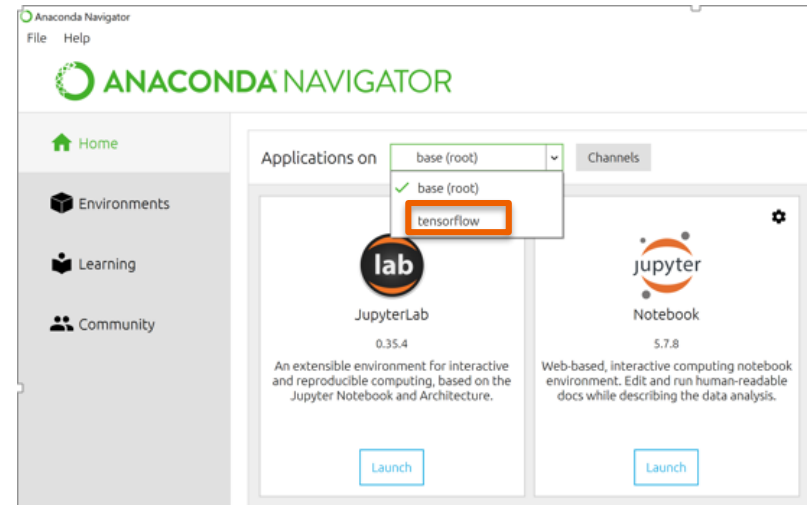 Anaconda Navigator
File Help
ANACONDA NAVIGATOR
Home
Environments
Learning
Community
Applications on base (root) Channels
base (root)
tensorflow
lab
JupyterLab
0.35.4
An extensible environment for interactive
and reproducible computing, based on the
Jupyter Notebook and Architecture.
Launch
jupyter
Notebook
5.7.8
Web-based, interactive computing notebook
environment. Edit and run human-readable
docs while describing the data analysis.
Launch